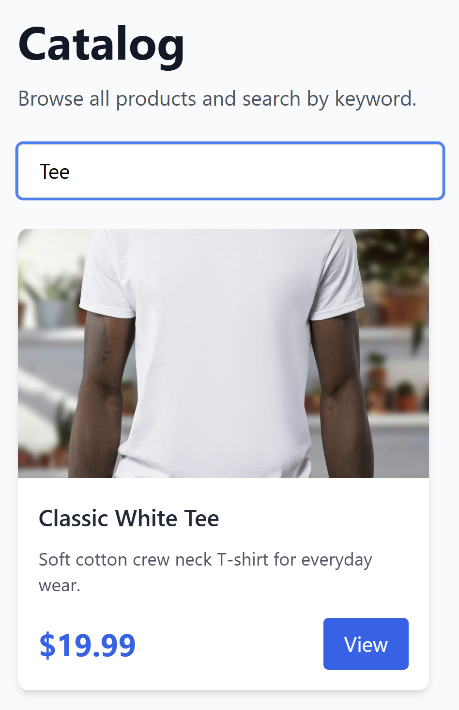 Catalog
Browse all products and search by keyword.
Tee
Classic White Tee
Soft cotton crew neck T-shirt for everyday
wear.
$19.99
View